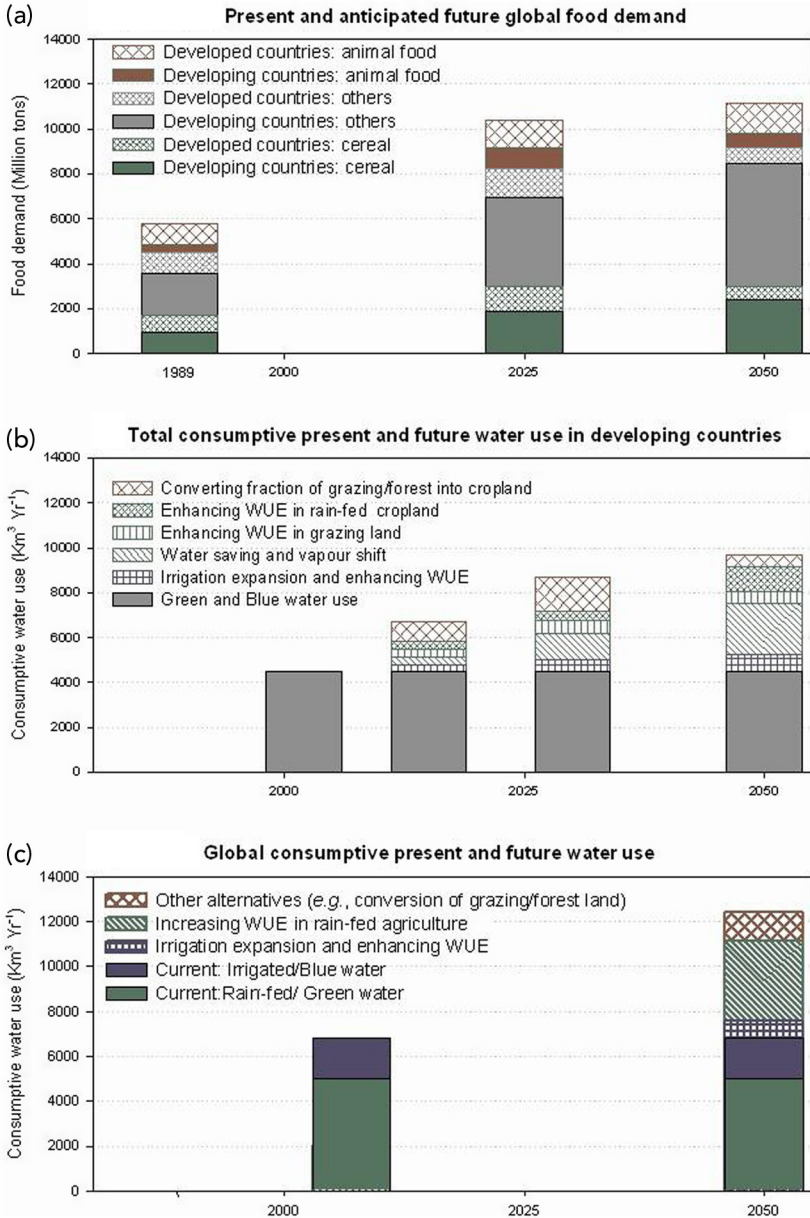 (a)
Present and anticipated future global food demand
14000
12000
10000
8000
6000
4000
2000
0
Food demand (Million tons)
Developed countries: animal food
Developing countries: animal food
Developed countries: others
Developing countries: others
Developed countries: cereal
Developing countries: cereal
1989
2000
2025
2050
(b)
Total consumptive present and future water use in developing countries
14000
12000
10000
8000
6000
4000
2000
0
Consumptive water use (Km³ Yr⁻¹)
Converting fraction of grazing/forest into cropland
Enhancing WUE in rain-fed cropland
Enhancing WUE in grazing land
Water saving and vapour shift
Irrigation expansion and enhancing WUE
Green and Blue water use
2000
2025
2050
(c)
Global consumptive present and future water use
14000
12000
10000
8000
6000
4000
2000
0
Consumptive water use (Km³ Yr⁻¹)
Other alternatives (e.g., conversion of grazing/forest land)
Increasing WUE in rain-fed agriculture
Irrigation expansion and enhancing WUE
Current: Irrigated/Blue water
Current:Rain-fed/ Green water
2000
2025
2050